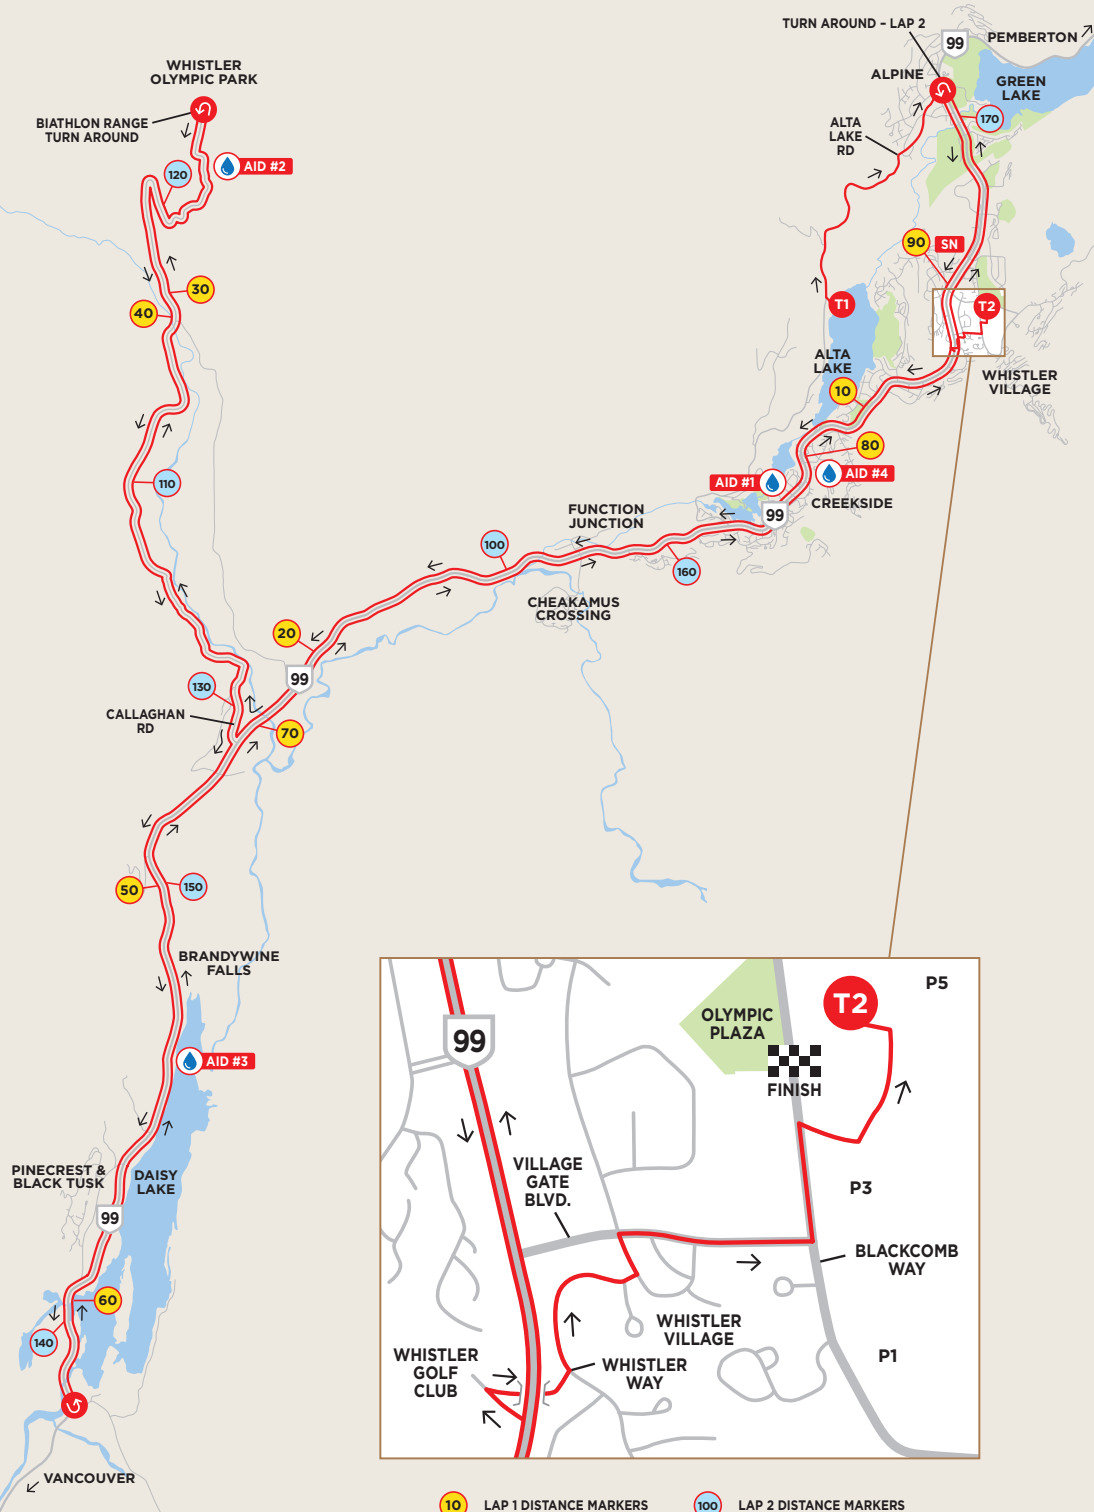 TURN AROUND – LAP 2
99
PEMBERTON
WHISTLER
OLYMPIC PARK
ALPINE
GREEN
LAKE
BIATHLON RANGE
TURN AROUND
ALTA
LAKE
RD
170
AID #2
120
90
SN
30
40
T1
T2
ALTA
LAKE
WHISTLER
VILLAGE
10
80
AID #1
AID #4
110
CREEKSIDE
FUNCTION
JUNCTION
99
100
160
CHEAKAMUS
CROSSING
20
99
130
CALLAGHAN
RD
70
50
150
BRANDYWINE
FALLS
AID #3
PINECREST &
BLACK TUSK
DAISY
LAKE
99
60
140
VANCOUVER
P5
T2
OLYMPIC
PLAZA
99
FINISH
VILLAGE
GATE
BLVD.
P3
BLACKCOMB
WAY
WHISTLER
VILLAGE
WHISTLER
GOLF
CLUB
WHISTLER
WAY
P1
10 LAP 1 DISTANCE MARKERS
100 LAP 2 DISTANCE MARKERS